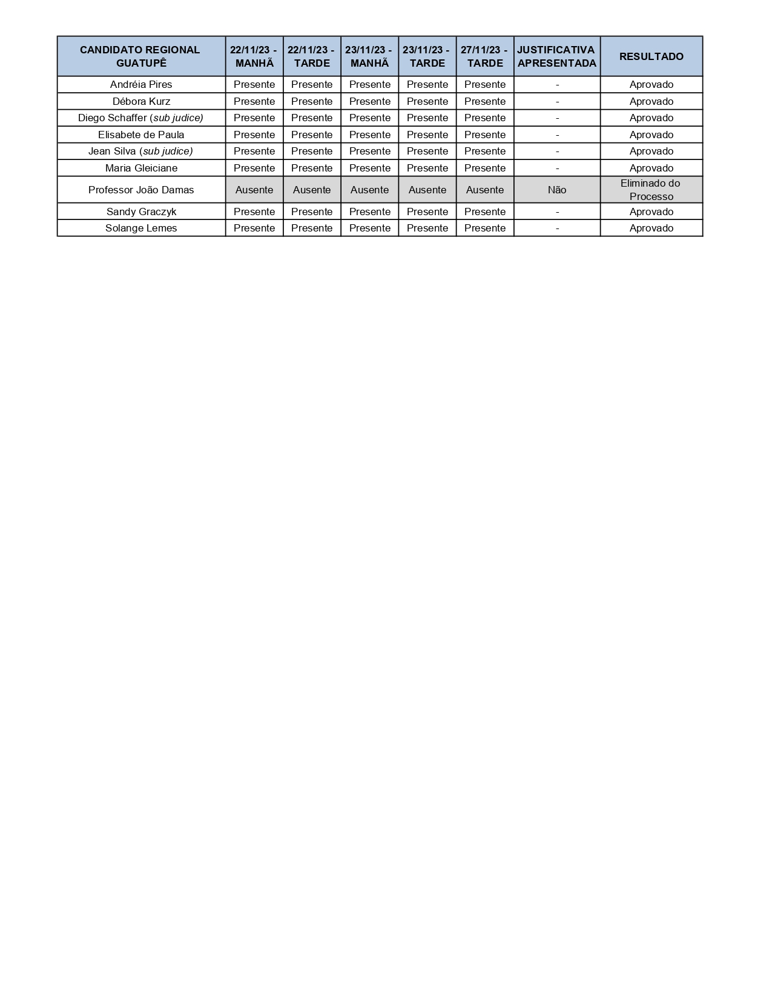 CANDIDATO REGIONAL GUATUPÊ | 22/11/23 - MANHÃ | 22/11/23 - TARDE | 23/11/23 - MANHÃ | 23/11/23 - TARDE | 27/11/23 - TARDE | JUSTIFICATIVA APRESENTADA | RESULTADO
Andréia Pires | Presente | Presente | Presente | Presente | Presente | - | Aprovado
Débora Kurz | Presente | Presente | Presente | Presente | Presente | - | Aprovado
Diego Schaffer (sub judice) | Presente | Presente | Presente | Presente | Presente | - | Aprovado
Elisabete de Paula | Presente | Presente | Presente | Presente | Presente | - | Aprovado
Jean Silva (sub judice) | Presente | Presente | Presente | Presente | Presente | - | Aprovado
Maria Gleiciane | Presente | Presente | Presente | Presente | Presente | - | Aprovado
Professor João Damas | Ausente | Ausente | Ausente | Ausente | Ausente | Não | Eliminado do Processo
Sandy Graczyk | Presente | Presente | Presente | Presente | Presente | - | Aprovado
Solange Lemes | Presente | Presente | Presente | Presente | Presente | - | Aprovado